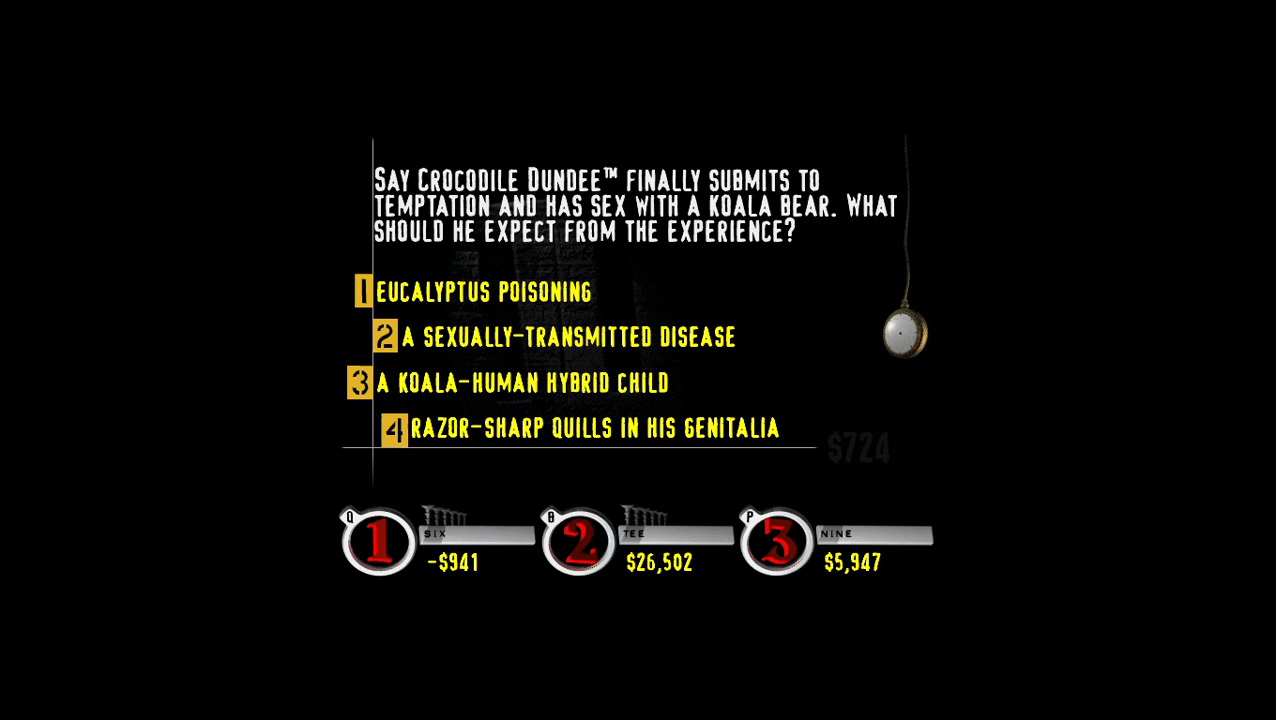 Say Crocodile Dundee™ finally submits to
temptation and has sex with a koala bear. What
should he expect from the experience?
1 Eucalyptus poisoning
2 A sexually-transmitted disease
3 A koala-human hybrid child
4 Razor-sharp quills in his genitalia
$724
Q 1 SIX -$941
B 2 TEE $26,502
P 3 NINE $5,947